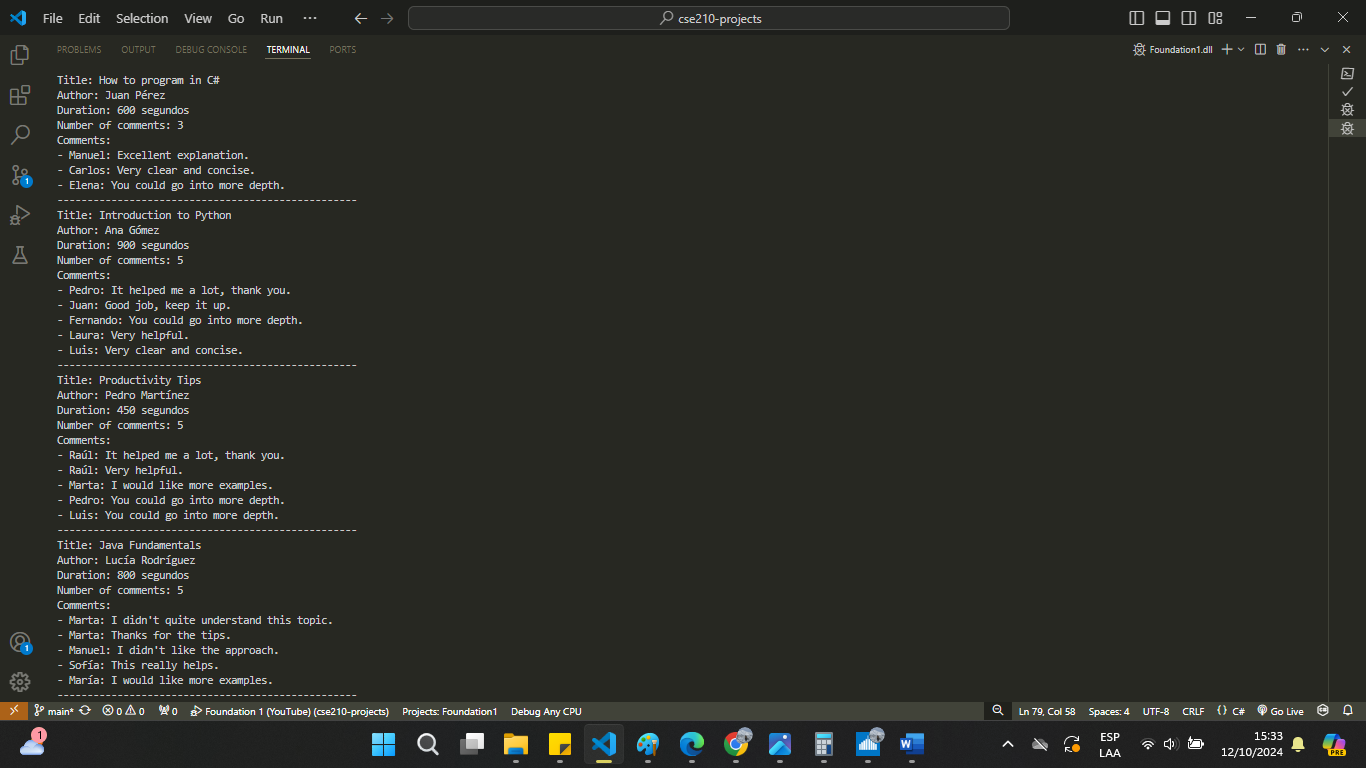 File Edit Selection View Go Run ··· cse210-projects
PROBLEMS OUTPUT DEBUG CONSOLE TERMINAL PORTS Foundation1.dll
Title: How to program in C#
Author: Juan Pérez
Duration: 600 segundos
Number of comments: 3
Comments:
- Manuel: Excellent explanation.
- Carlos: Very clear and concise.
- Elena: You could go into more depth.
--------------------------------------------------
Title: Introduction to Python
Author: Ana Gómez
Duration: 900 segundos
Number of comments: 5
Comments:
- Pedro: It helped me a lot, thank you.
- Juan: Good job, keep it up.
- Fernando: You could go into more depth.
- Laura: Very helpful.
- Luis: Very clear and concise.
--------------------------------------------------
Title: Productivity Tips
Author: Pedro Martínez
Duration: 450 segundos
Number of comments: 5
Comments:
- Raúl: It helped me a lot, thank you.
- Raúl: Very helpful.
- Marta: I would like more examples.
- Pedro: You could go into more depth.
- Luis: You could go into more depth.
--------------------------------------------------
Title: Java Fundamentals
Author: Lucía Rodríguez
Duration: 800 segundos
Number of comments: 5
Comments:
- Marta: I didn't quite understand this topic.
- Marta: Thanks for the tips.
- Manuel: I didn't like the approach.
- Sofía: This really helps.
- María: I would like more examples.
--------------------------------------------------
1
1
main* 0 0 0 Foundation 1 (YouTube) (cse210-projects) Projects: Foundation1 Debug Any CPU Ln 79, Col 58 Spaces: 4 UTF-8 CRLF {} C# Go Live
1 ESP 15:33
LAA 12/10/2024 PRE